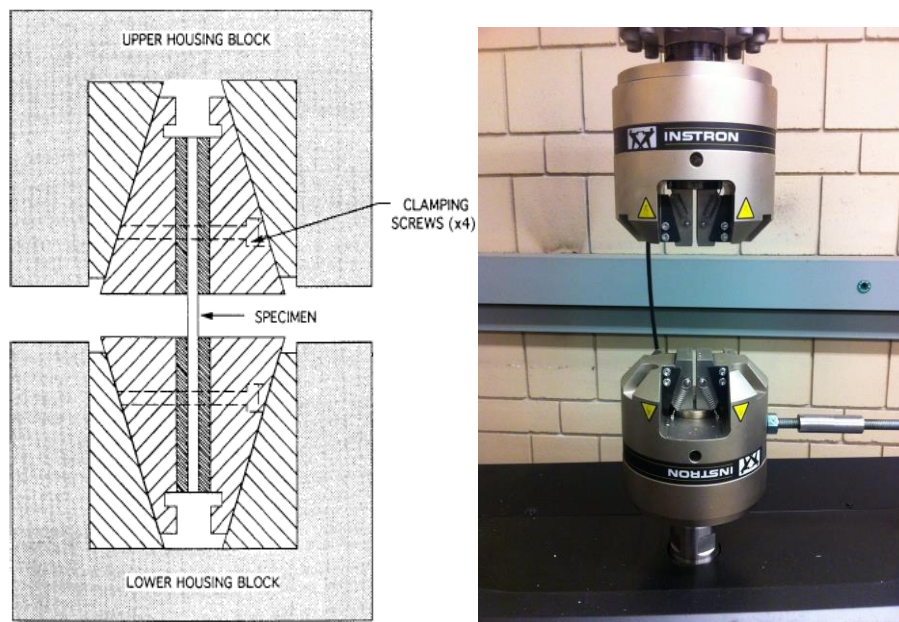 UPPER HOUSING BLOCK
CLAMPING
SCREWS (x4)
SPECIMEN
LOWER HOUSING BLOCK
INSTRON
INSTRON